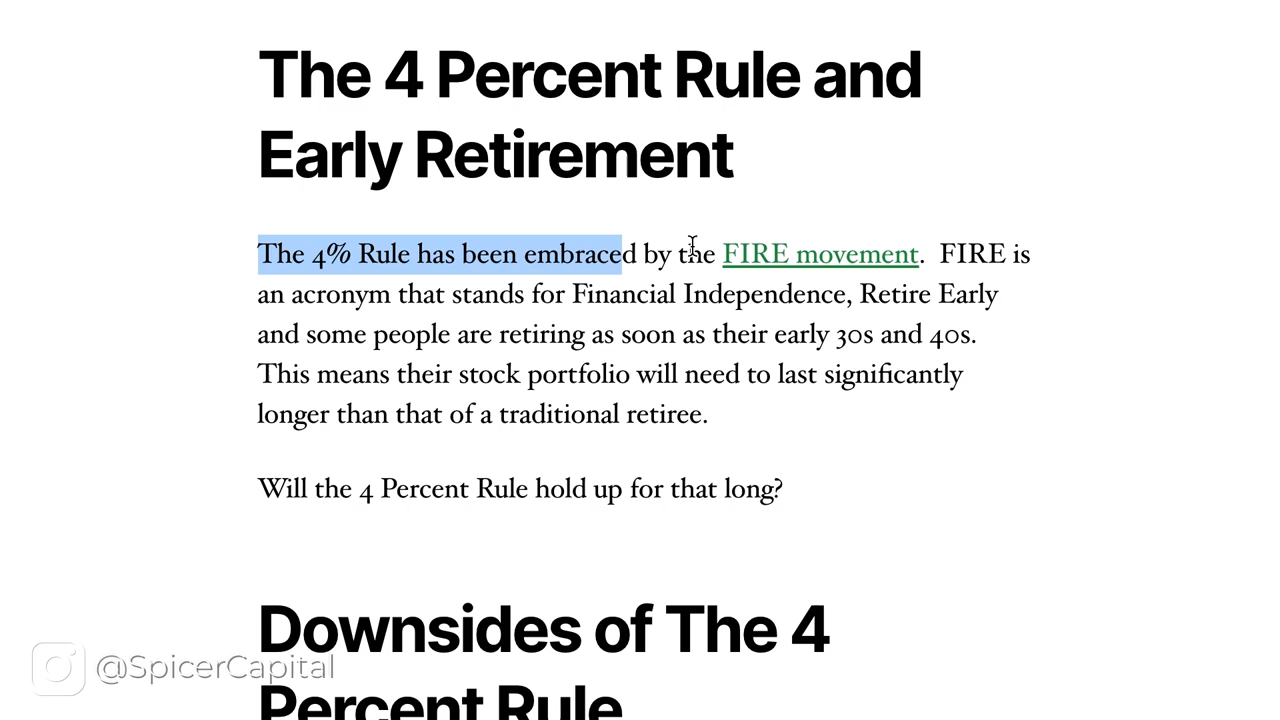 The 4 Percent Rule and
Early Retirement
The 4% Rule has been embraced by the FIRE movement.  FIRE is
an acronym that stands for Financial Independence, Retire Early
and some people are retiring as soon as their early 30s and 40s.
This means their stock portfolio will need to last significantly
longer than that of a traditional retiree.
Will the 4 Percent Rule hold up for that long?
Downsides of The 4
Percent Rule
@SpicerCapital